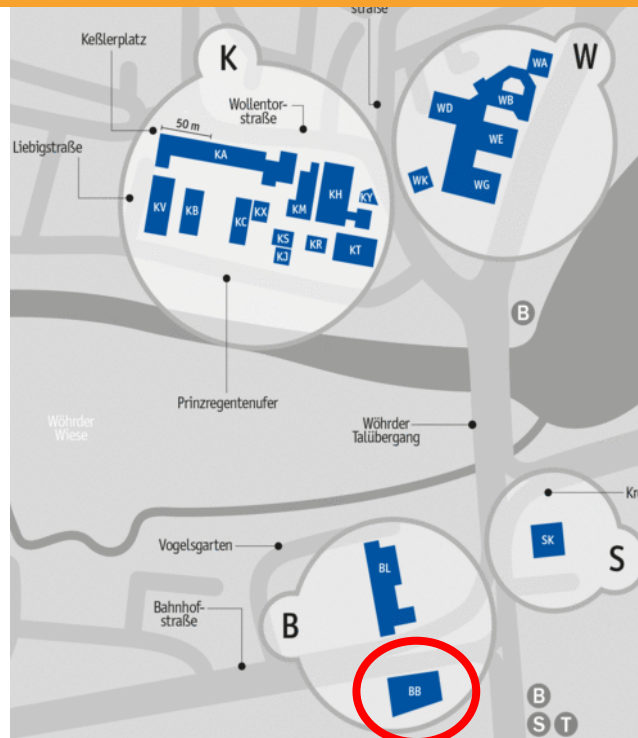 straße
Keßlerplatz
K
W
WA
Wollentor-
straße
50 m
WB
WD
Liebigstraße
KA
WE
KH
WK
WG
KV
KB
KC
KX
KM
KY
KS
KR
KT
KJ
B
Prinzregentenufer
Wöhrder
Wiese
Wöhrder
Talübergang
Kre
SK
S
Vogelsgarten
BL
Bahnhof-
straße
B
BB
B
S T